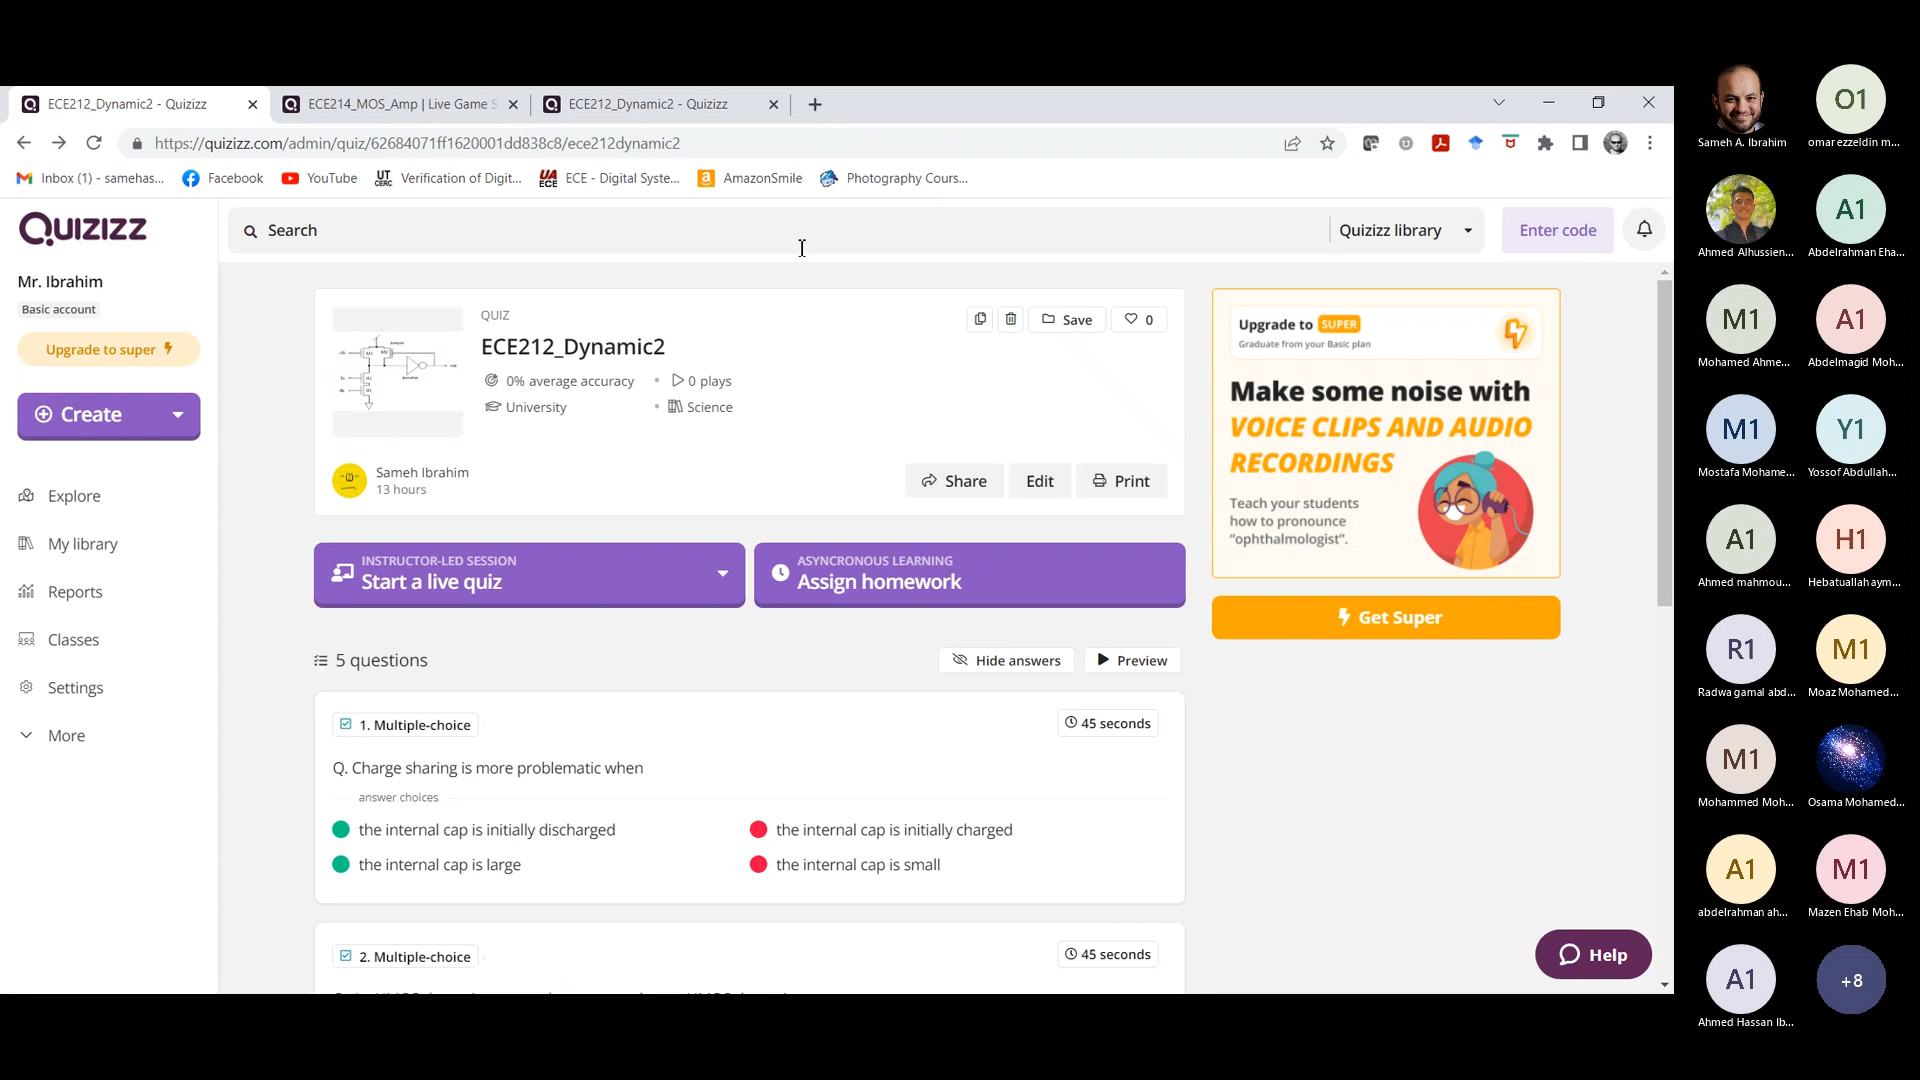 ECE212_Dynamic2 - Quizizz
ECE214_MOS_Amp | Live Game S
ECE212_Dynamic2 - Quizizz
https://quizizz.com/admin/quiz/62684071ff1620001dd838c8/ece212dynamic2
Inbox (1) - samehas...
Facebook
YouTube
UT CERC
Verification of Digit...
UA ECE
ECE - Digital Syste...
AmazonSmile
Photography Cours...
Quizizz
Search
Quizizz library
Enter code
Mr. Ibrahim
Basic account
Upgrade to super
Create
Explore
My library
Reports
Classes
Settings
More
QUIZ
ECE212_Dynamic2
Save
0
0% average accuracy
• 0 plays
University
• Science
Sameh Ibrahim
13 hours
Share
Edit
Print
INSTRUCTOR-LED SESSION
Start a live quiz
ASYNCRONOUS LEARNING
Assign homework
5 questions
Hide answers
Preview
1. Multiple-choice
45 seconds
Q. Charge sharing is more problematic when
answer choices
the internal cap is initially discharged
the internal cap is initially charged
the internal cap is large
the internal cap is small
2. Multiple-choice
45 seconds
Upgrade to SUPER
Graduate from your Basic plan
Make some noise with
VOICE CLIPS AND AUDIO
RECORDINGS
Teach your students
how to pronounce
"ophthalmologist".
Get Super
Help
Sameh A. Ibrahim
O1
omar ezzeldin m...
Ahmed Alhussien...
A1
Abdelrahman Eha...
M1
Mohamed Ahme...
A1
Abdelmagid Moh...
M1
Mostafa Mohame...
Y1
Yossof Abdullah...
A1
Ahmed mahmou...
H1
Hebatuallah aym...
R1
Radwa gamal abd...
M1
Moaz Mohamed...
M1
Mohammed Moh...
Osama Mohamed...
A1
abdelrahman ah...
M1
Mazen Ehab Moh...
A1
Ahmed Hassan Ib...
+8